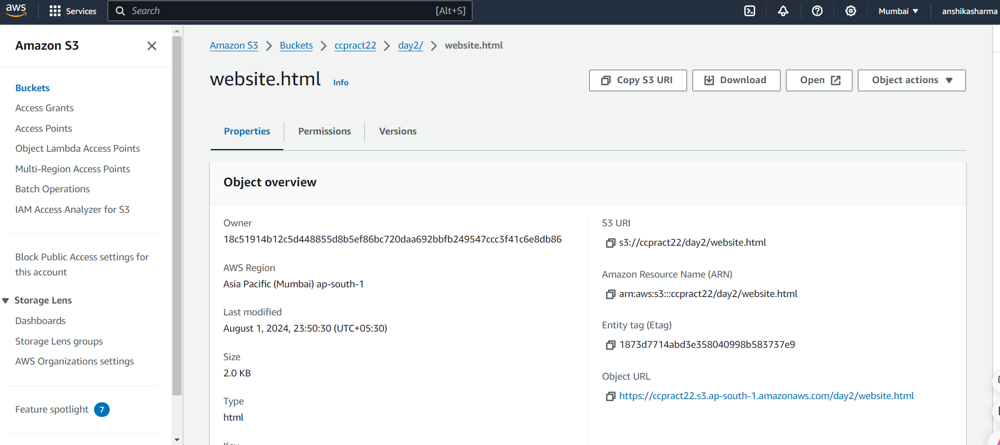 aws
Services
Search
[Alt+S]
Mumbai
anshikasharma
Amazon S3
Buckets
Access Grants
Access Points
Object Lambda Access Points
Multi-Region Access Points
Batch Operations
IAM Access Analyzer for S3
Block Public Access settings for
this account
Storage Lens
Dashboards
Storage Lens groups
AWS Organizations settings
Feature spotlight 7
Amazon S3 > Buckets > ccpract22 > day2/ > website.html
website.html Info
Copy S3 URI
Download
Open
Object actions
Properties
Permissions
Versions
Object overview
Owner
18c51914b12c5d448855d8b5ef86bc720daa692bbfb249547ccc3f41c6e8db86
AWS Region
Asia Pacific (Mumbai) ap-south-1
Last modified
August 1, 2024, 23:50:30 (UTC+05:30)
Size
2.0 KB
Type
html
S3 URI
s3://ccpract22/day2/website.html
Amazon Resource Name (ARN)
arn:aws:s3:::ccpract22/day2/website.html
Entity tag (Etag)
1873d7714abd3e358040998b583737e9
Object URL
https://ccpract22.s3.ap-south-1.amazonaws.com/day2/website.html